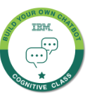 BUILD YOUR OWN CHATBOT
IBM.
COGNITIVE CLASS